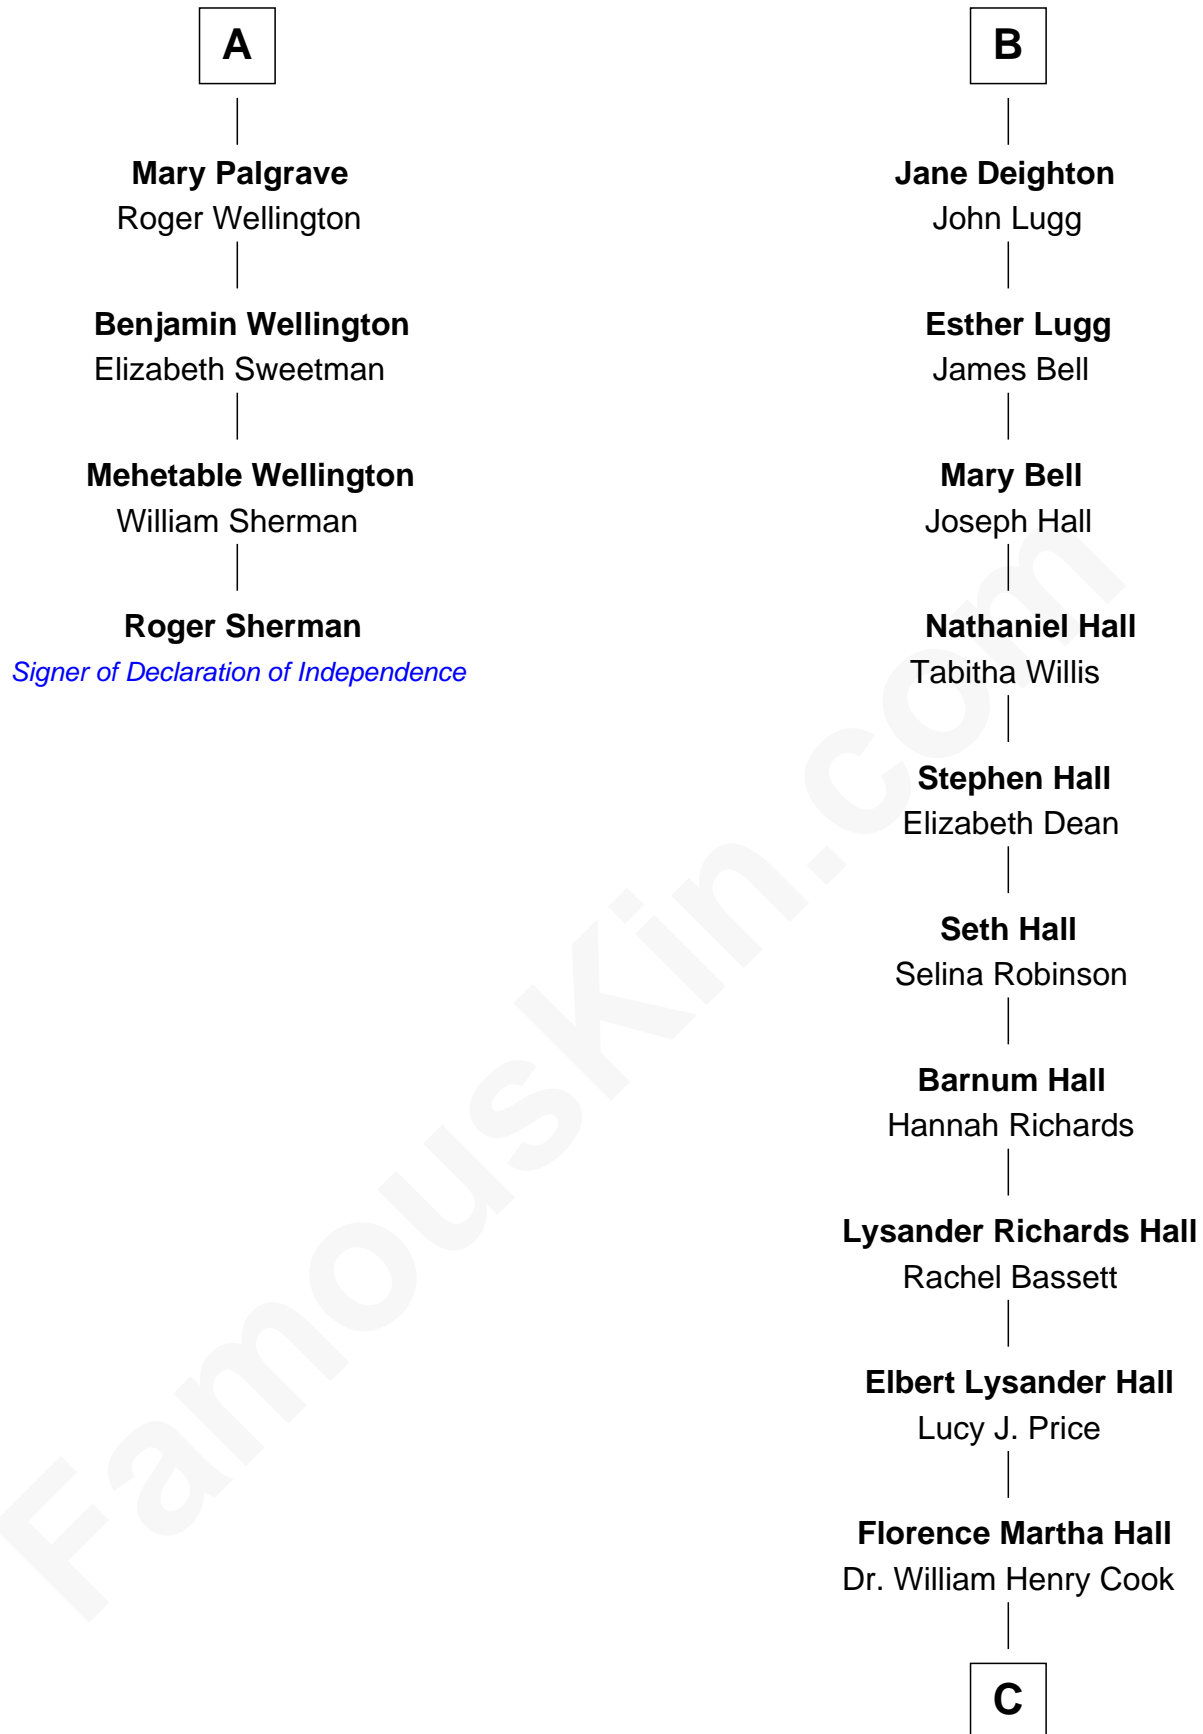 A
Mary Palgrave
Roger Wellington
Benjamin Wellington
Elizabeth Sweetman
Mehetable Wellington
William Sherman
Roger Sherman
Signer of Declaration of Independence
B
Jane Deighton
John Lugg
Esther Lugg
James Bell
Mary Bell
Joseph Hall
Nathaniel Hall
Tabitha Willis
Stephen Hall
Elizabeth Dean
Seth Hall
Selina Robinson
Barnum Hall
Hannah Richards
Lysander Richards Hall
Rachel Bassett
Elbert Lysander Hall
Lucy J. Price
Florence Martha Hall
Dr. William Henry Cook
C
FamousKin.com